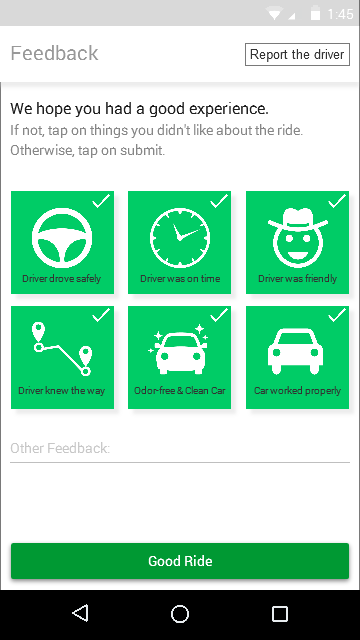 1:45
Feedback
Report the driver
We hope you had a good experience.
If not, tap on things you didn't like about the ride.
Otherwise, tap on submit.
Driver drove safely
Driver was on time
Driver was friendly
Driver knew the way
Odor-free & Clean Car
Car worked properly
Other Feedback:
Good Ride